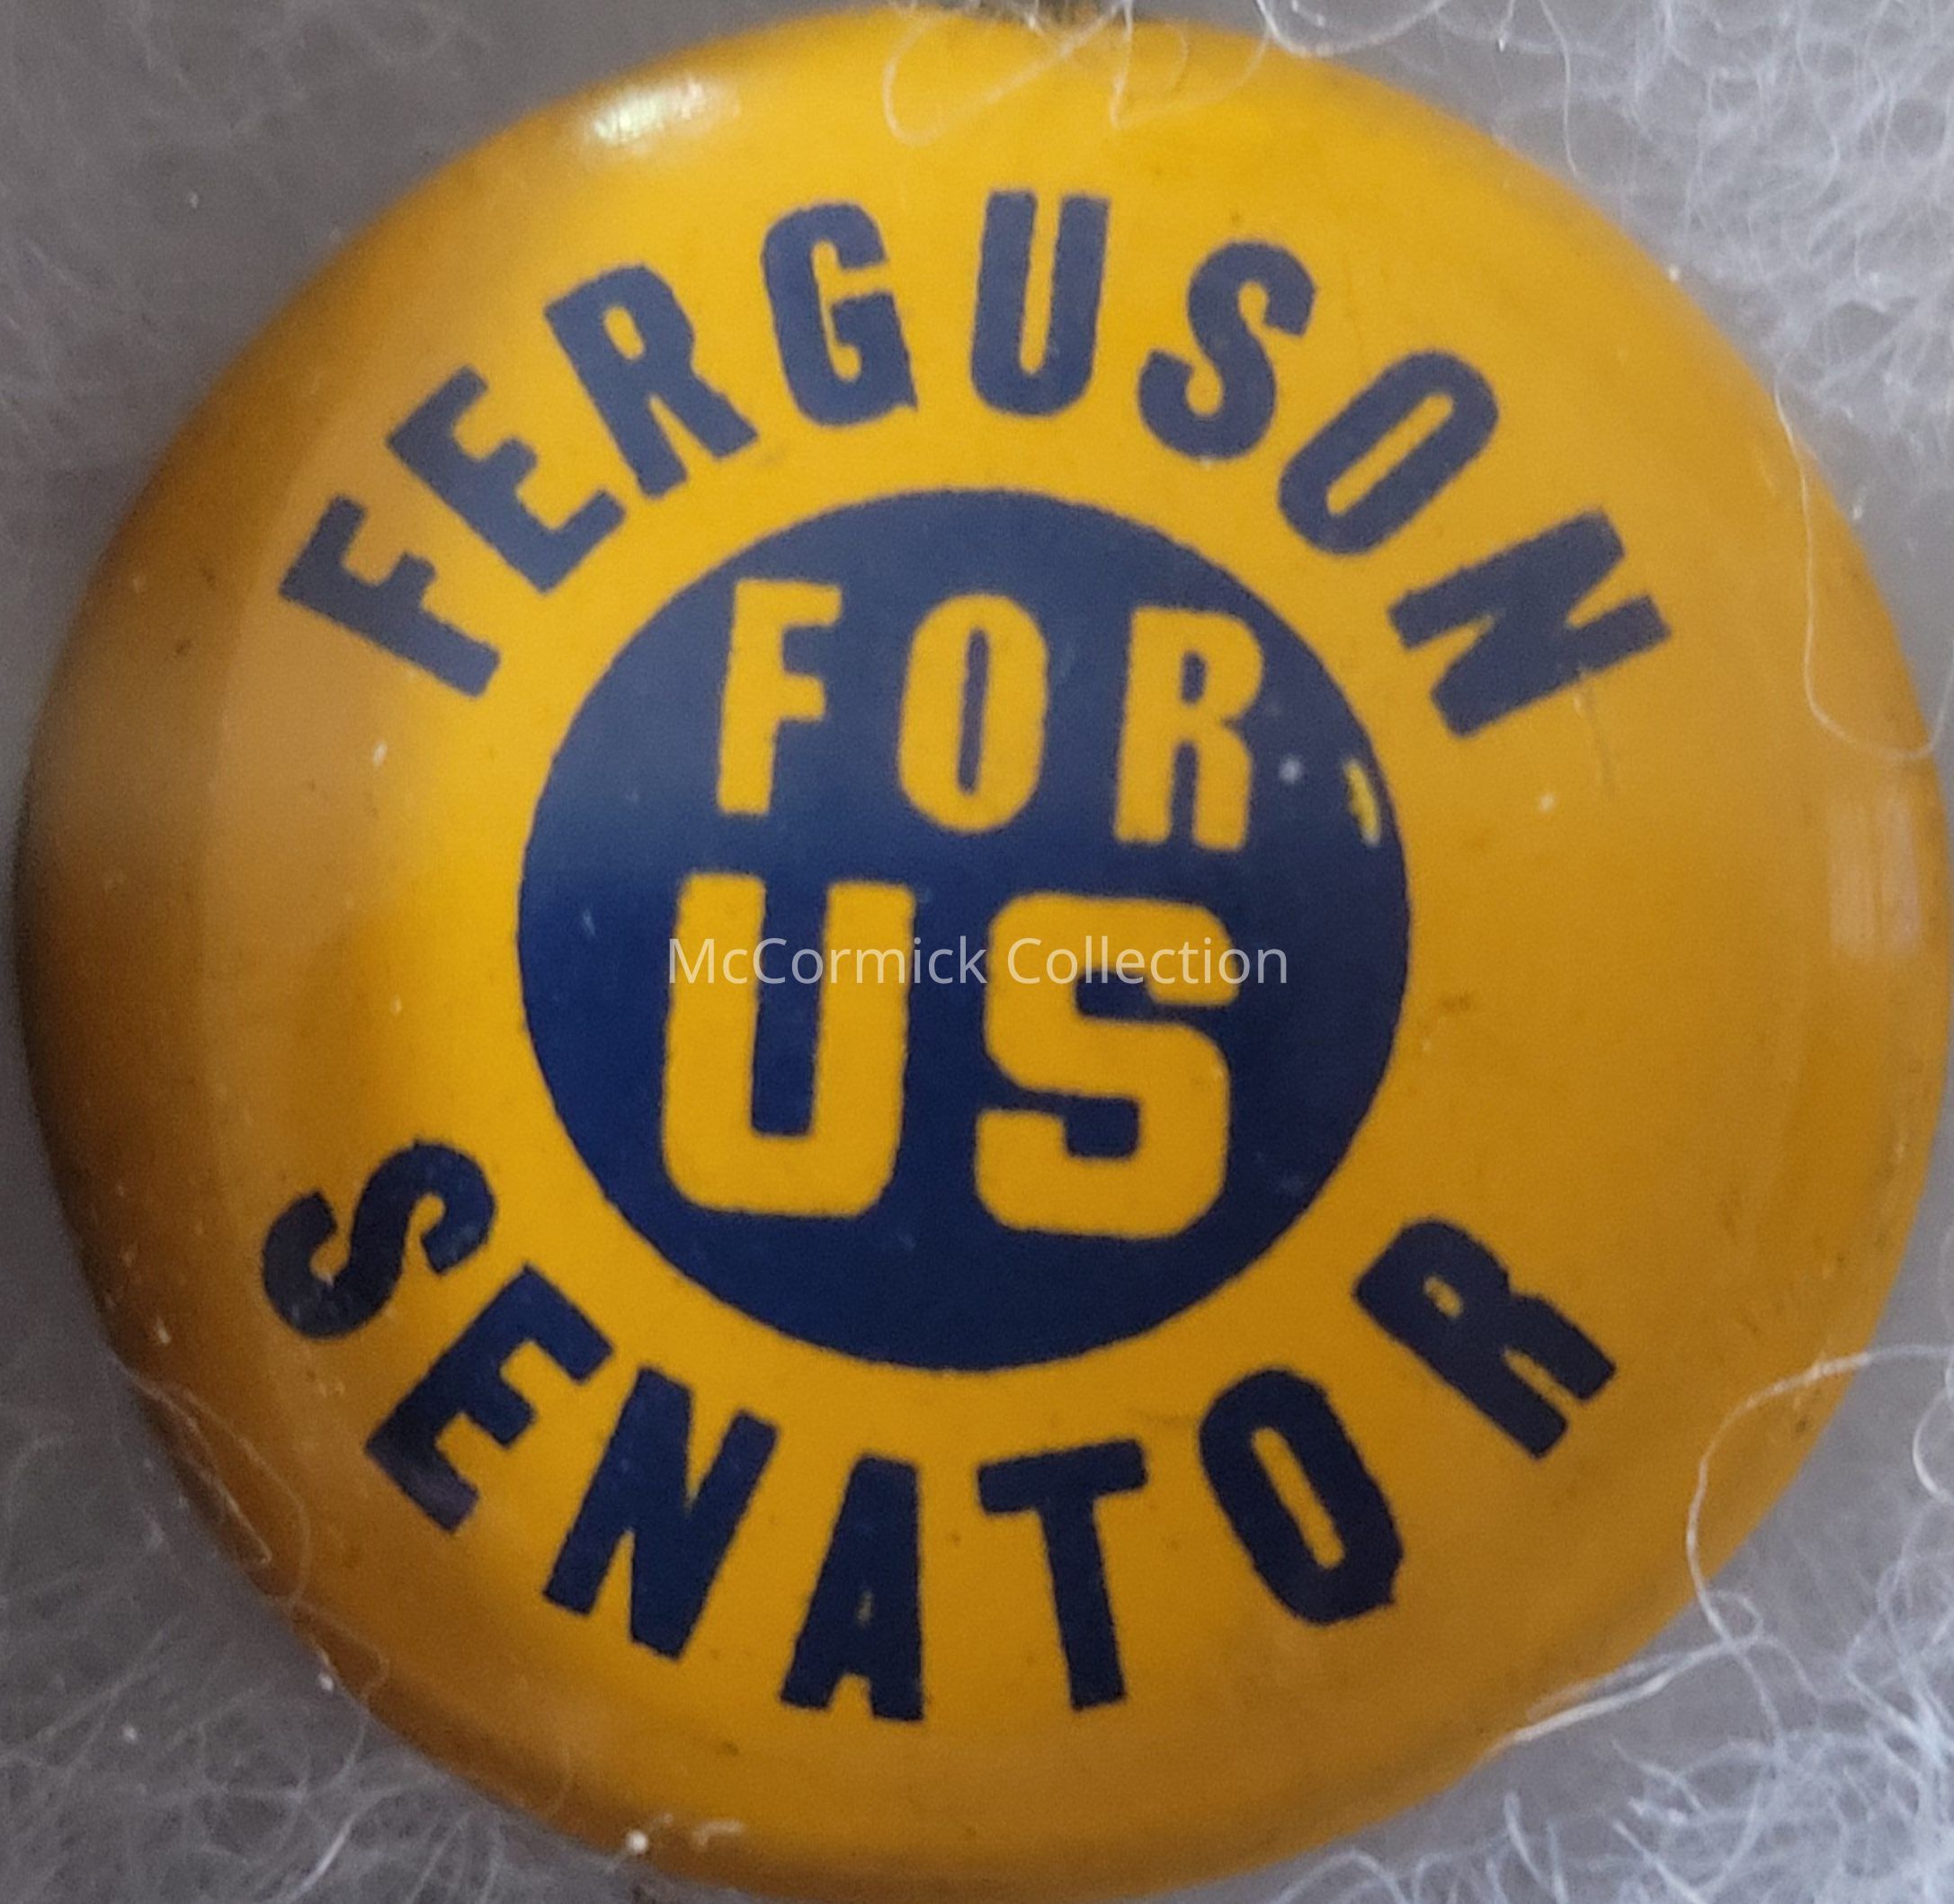 FERGUSON
FOR
US
McCormick Collection
SENATOR